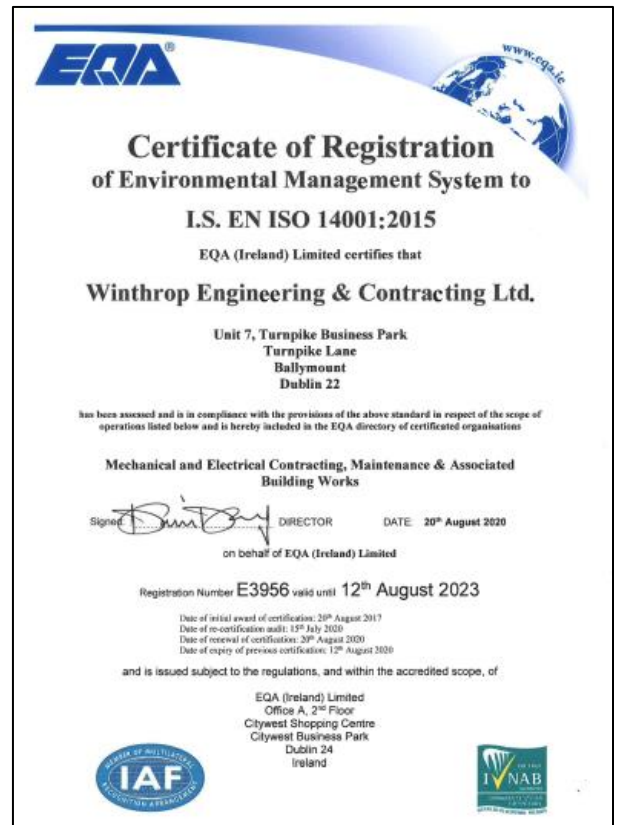 EQA®
www.eqa.ie
Certificate of Registration
of Environmental Management System to
I.S. EN ISO 14001:2015
EQA (Ireland) Limited certifies that
Winthrop Engineering & Contracting Ltd.
Unit 7, Turnpike Business Park
Turnpike Lane
Ballymount
Dublin 22
has been assessed and is in compliance with the provisions of the above standard in respect of the scope of
operations listed below and is hereby included in the EQA directory of certificated organisations
Mechanical and Electrical Contracting, Maintenance & Associated
Building Works
Signed: DIRECTOR DATE: 20th August 2020
on behalf of EQA (Ireland) Limited
Registration Number E3956 valid until 12th August 2023
Date of initial award of certification: 20th August 2017
Date of re-certification audit: 15th July 2020
Date of renewal of certification: 20th August 2020
Date of expiry of previous certification: 12th August 2020
and is issued subject to the regulations, and within the accredited scope, of
EQA (Ireland) Limited
Office A, 2nd Floor
Citywest Shopping Centre
Citywest Business Park
Dublin 24
Ireland
MEMBER OF MULTILATERAL
IAF
RECOGNITION ARRANGEMENT
INAB